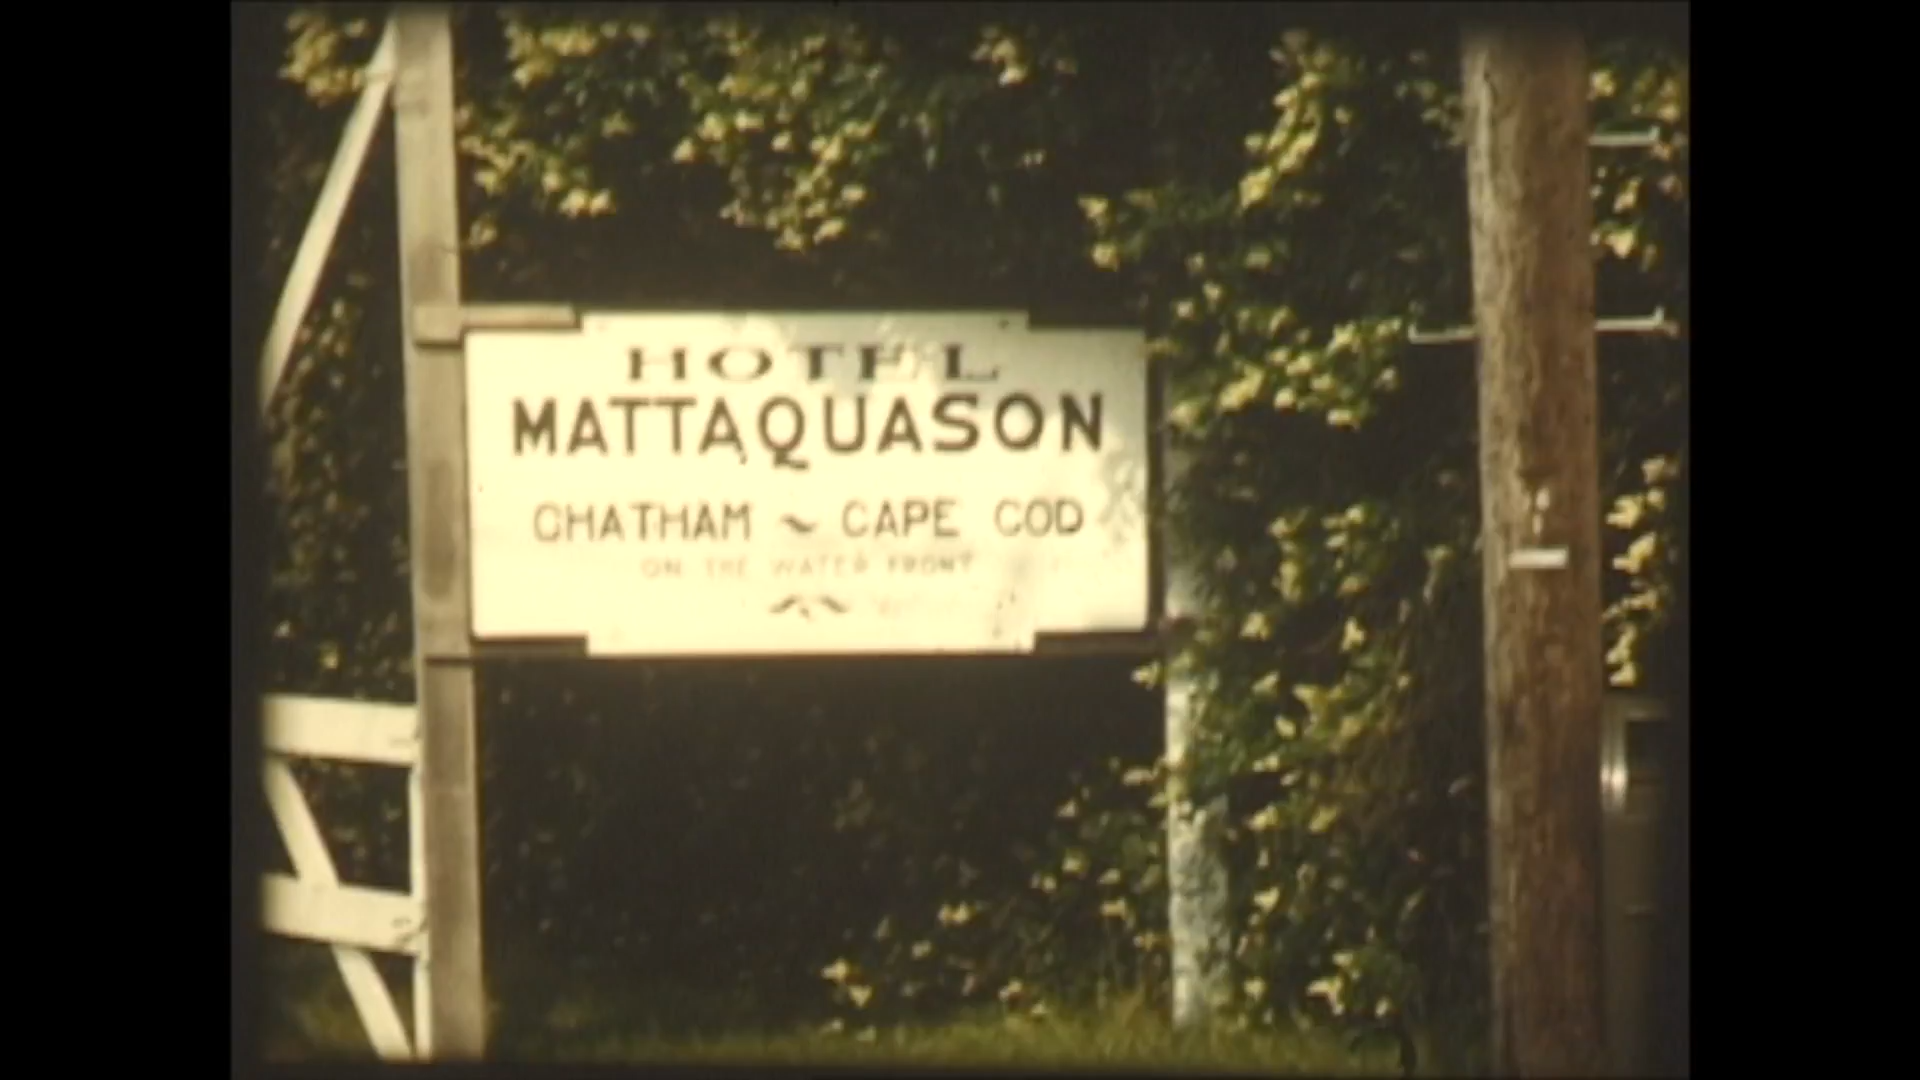 HOTEL
MATTAQUASON
CHATHAM ~ CAPE COD
ON THE WATER FRONT